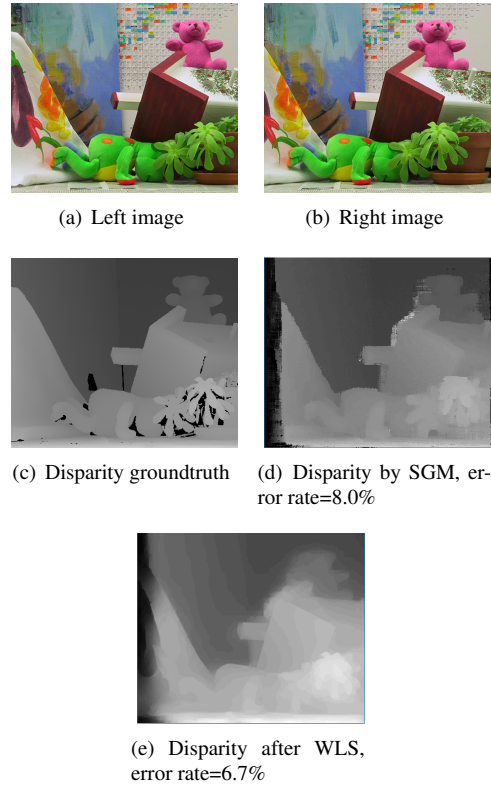 (a) Left image
(b) Right image
(c) Disparity groundtruth
(d) Disparity by SGM, er-
ror rate=8.0%
(e) Disparity after WLS,
error rate=6.7%